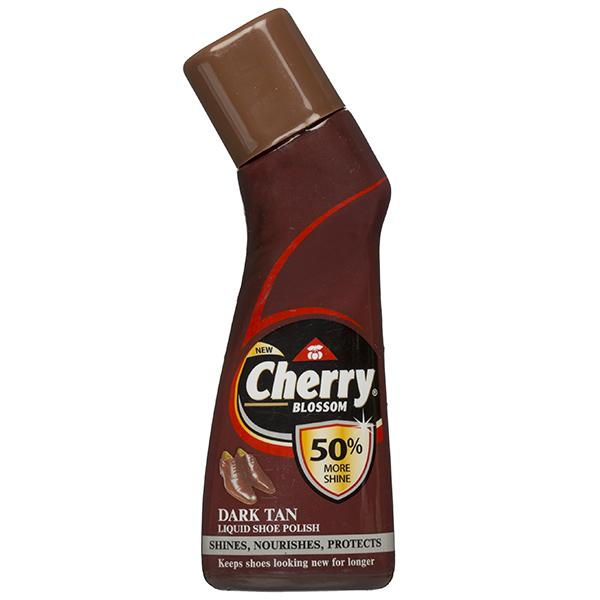 NEW
Cherry®
BLOSSOM
50%
MORE
SHINE
DARK TAN
LIQUID SHOE POLISH
SHINES, NOURISHES, PROTECTS
Keeps shoes looking new for longer